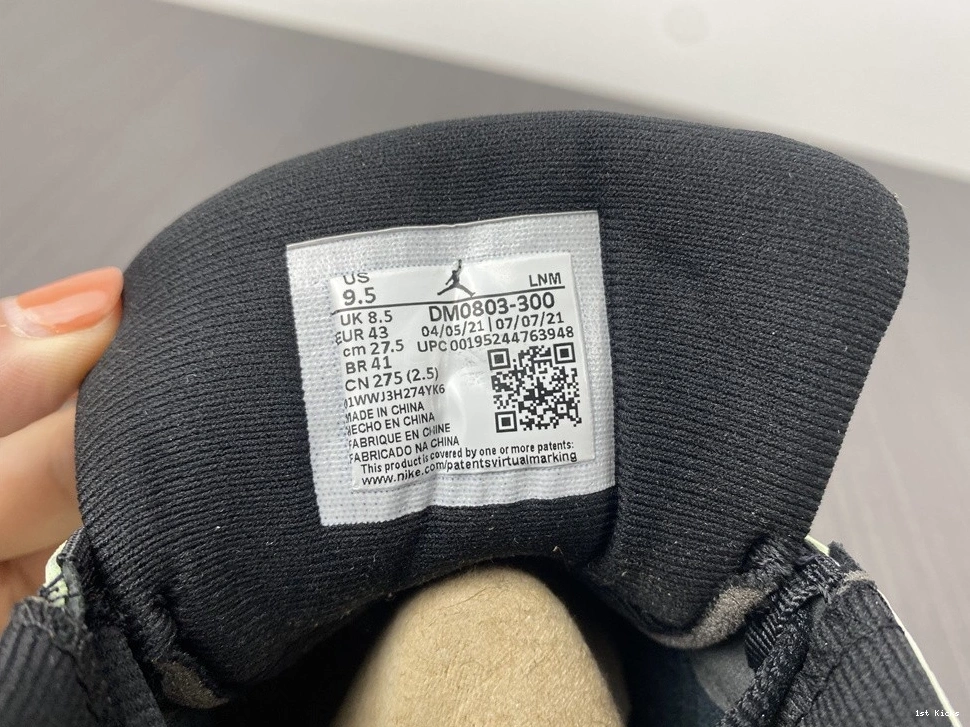 US
9.5
LNM
UK 8.5
DM0803-300
EUR 43
04/05/21 | 07/07/21
cm 27.5
UPC 00195244763948
BR 41
CN 275 (2.5)
01WWJ3H274YK6
MADE IN CHINA
HECHO EN CHINA
FABRIQUE EN CHINE
FABRICADO NA CHINA
This product is covered by one or more patents:
www.nike.com/patentsvirtualmarking
1st Kicks